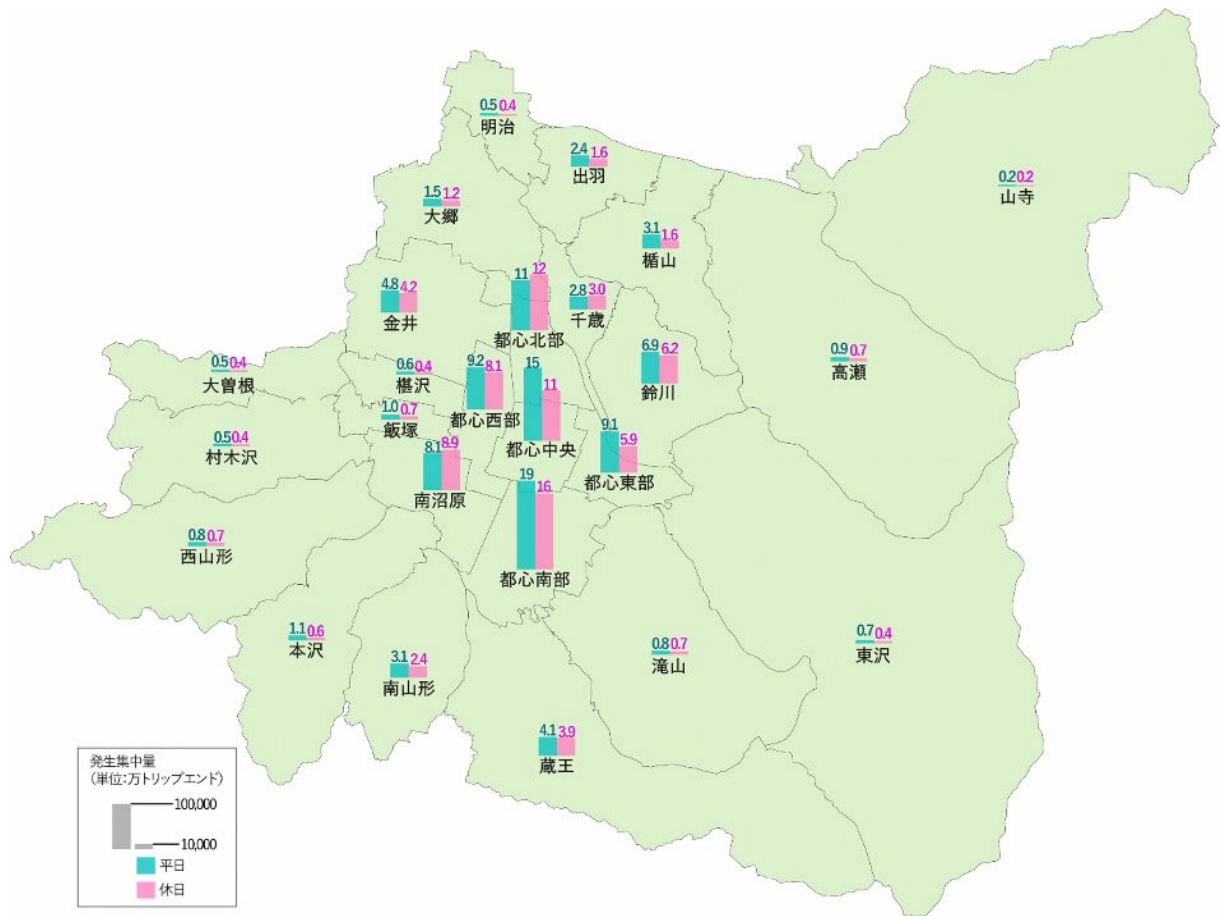 0.5 0.4
明治
2.4 1.6
出羽
0.2 0.2
山寺
1.5 1.2
大郷
3.1 1.6
楯山
4.8 4.2
金井
11 12
都心北部
2.8 3.0
千歳
0.5 0.4
大曽根
0.6 0.4
椹沢
9.2 8.1
都心西部
15 11
都心中央
6.9 6.2
鈴川
0.9 0.7
高瀬
1.0 0.7
飯塚
0.5 0.4
村木沢
8.1 8.9
南沼原
9.1 5.9
都心東部
19 16
都心南部
0.8 0.7
西山形
1.1 0.6
本沢
3.1 2.4
南山形
0.8 0.7
滝山
0.7 0.4
東沢
4.1 3.9
蔵王
発生集中量
(単位:万トリップエンド)
100,000
10,000
平日
休日